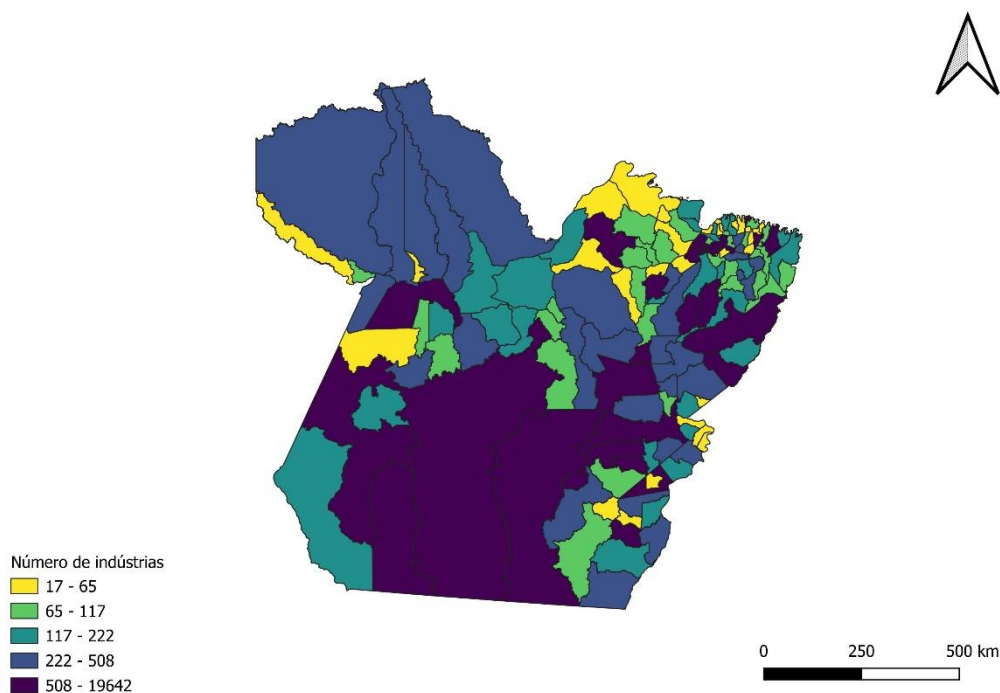 Número de indústrias
17 - 65
65 - 117
117 - 222
222 - 508
508 - 19642
0 250 500 km